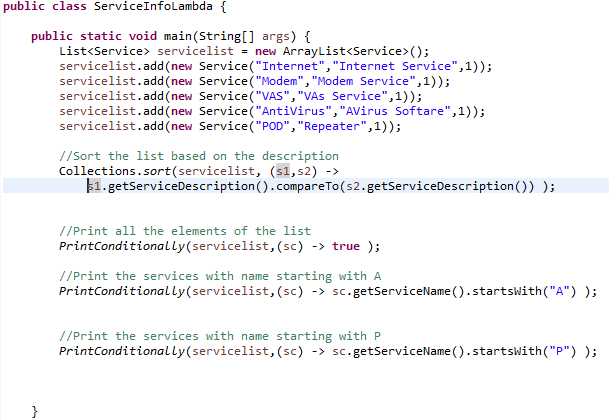 public class ServiceInfoLambda {
public static void main(String[] args) {
List<Service> servicelist = new ArrayList<Service>();
servicelist.add(new Service("Internet","Internet Service",1));
servicelist.add(new Service("Modem","Modem Service",1));
servicelist.add(new Service("VAS","VAs Service",1));
servicelist.add(new Service("AntiVirus","AVirus Softare",1));
servicelist.add(new Service("POD","Repeater",1));
//Sort the list based on the description
Collections.sort(servicelist, (s1,s2) ->
s1.getServiceDescription().compareTo(s2.getServiceDescription()) );
//Print all the elements of the list
PrintConditionally(servicelist,(sc) -> true );
//Print the services with name starting with A
PrintConditionally(servicelist,(sc) -> sc.getServiceName().startsWith("A") );
//Print the services with name starting with P
PrintConditionally(servicelist,(sc) -> sc.getServiceName().startsWith("P") );
}